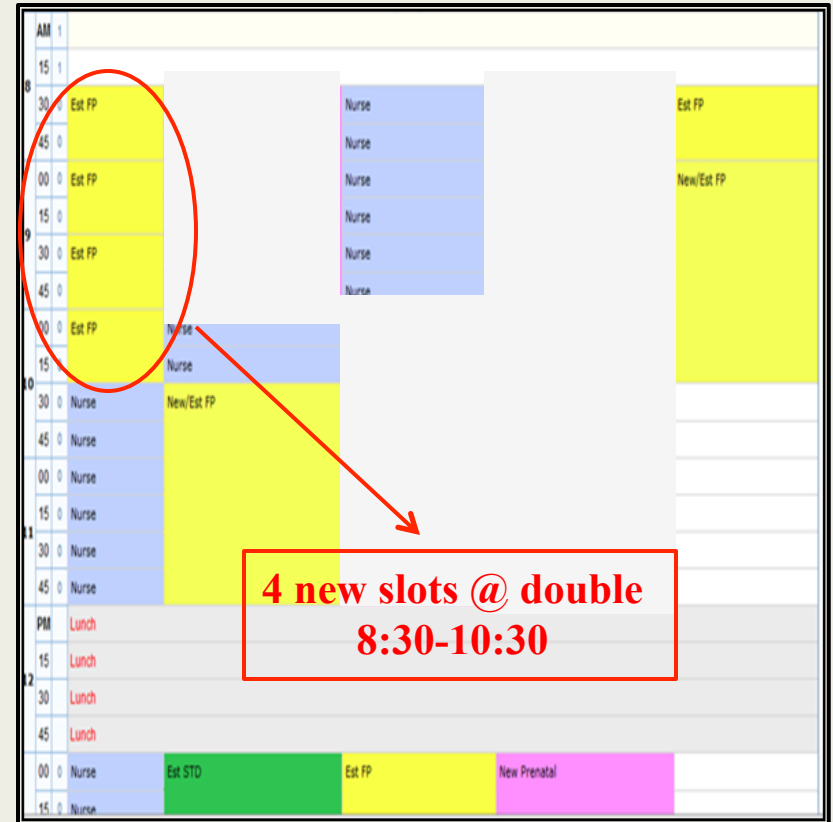 AM 1
15 1
8
30 0 Est FP Nurse Est FP
45 0 Nurse
00 0 Est FP Nurse New/Est FP
15 0 Nurse
9
30 0 Est FP Nurse
45 0 Nurse
00 0 Est FP Nurse
15 Nurse
10
30 0 Nurse New/Est FP
45 0 Nurse
00 0 Nurse
15 0 Nurse
11
30 0 Nurse
45 0 Nurse
4 new slots @ double
8:30-10:30
PM Lunch
15 Lunch
12
30 Lunch
45 Lunch
00 0 Nurse Est STD Est FP New Prenatal
15 0 Nurse